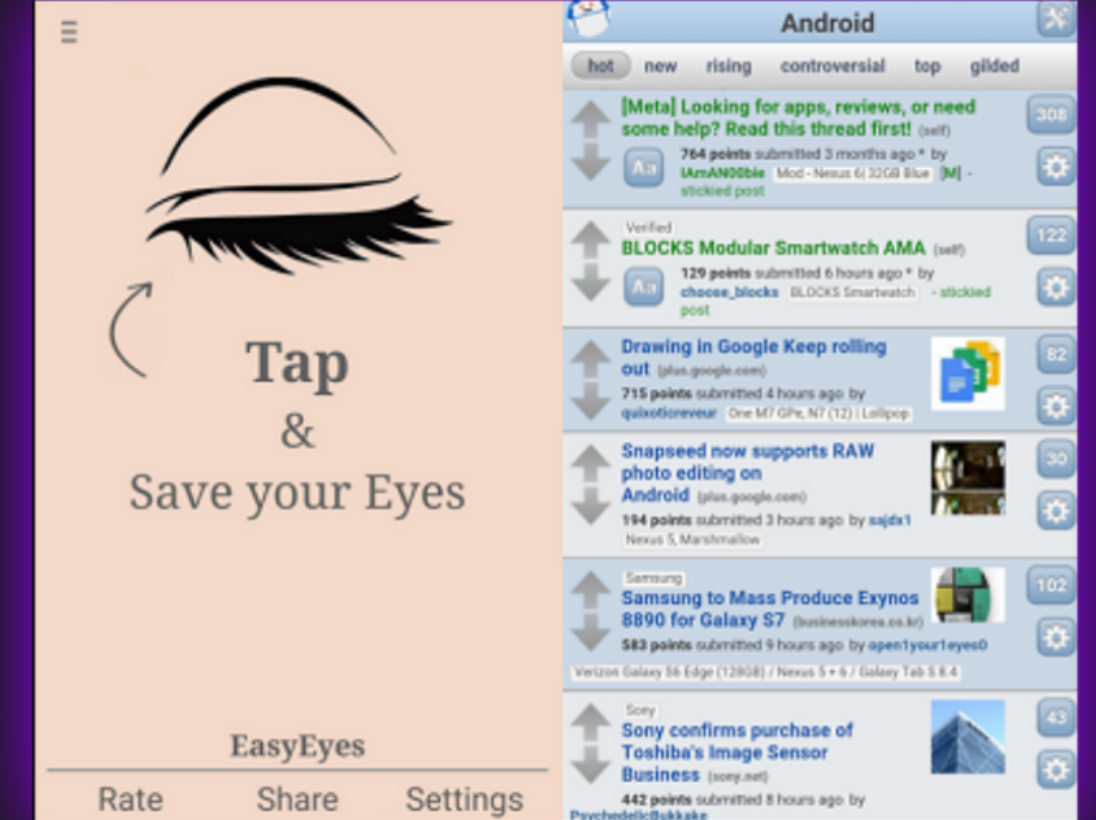 Tap
&
Save your Eyes
EasyEyes
Rate Share Settings
Android
hot new rising controversial top gilded
[Meta] Looking for apps, reviews, or need
some help? Read this thread first! (self)
308
Aa
764 points submitted 3 months ago * by
IAmAN00bie Mod - Nexus 6| 32GB Blue [M] -
stickied post
Verified
BLOCKS Modular Smartwatch AMA (self)
122
Aa
129 points submitted 6 hours ago * by
choose_blocks BLOCKS Smartwatch - stickied
post
Drawing in Google Keep rolling
out (plus.google.com)
82
715 points submitted 4 hours ago by
quixoticreveur One M7 GPe, N7 (12) | Lollipop
Snapseed now supports RAW
photo editing on
Android (plus.google.com)
30
194 points submitted 3 hours ago by sajdx1
Nexus 5, Marshmallow
Samsung
Samsung to Mass Produce Exynos
8890 for Galaxy S7 (businesskorea.co.kr)
102
583 points submitted 9 hours ago by open1your1eyes0
Verizon Galaxy S6 Edge (128GB) / Nexus 5 + 6 / Galaxy Tab S 8.4
Sony
Sony confirms purchase of
Toshiba's Image Sensor
Business (sony.net)
43
442 points submitted 8 hours ago by
PsychedelicBukkake